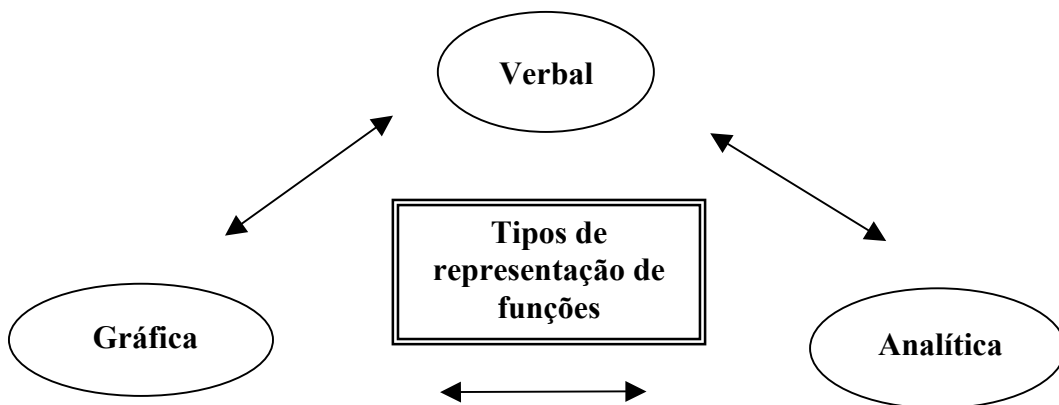 Verbal
Tipos de
representação de
funções
Gráfica
Analítica